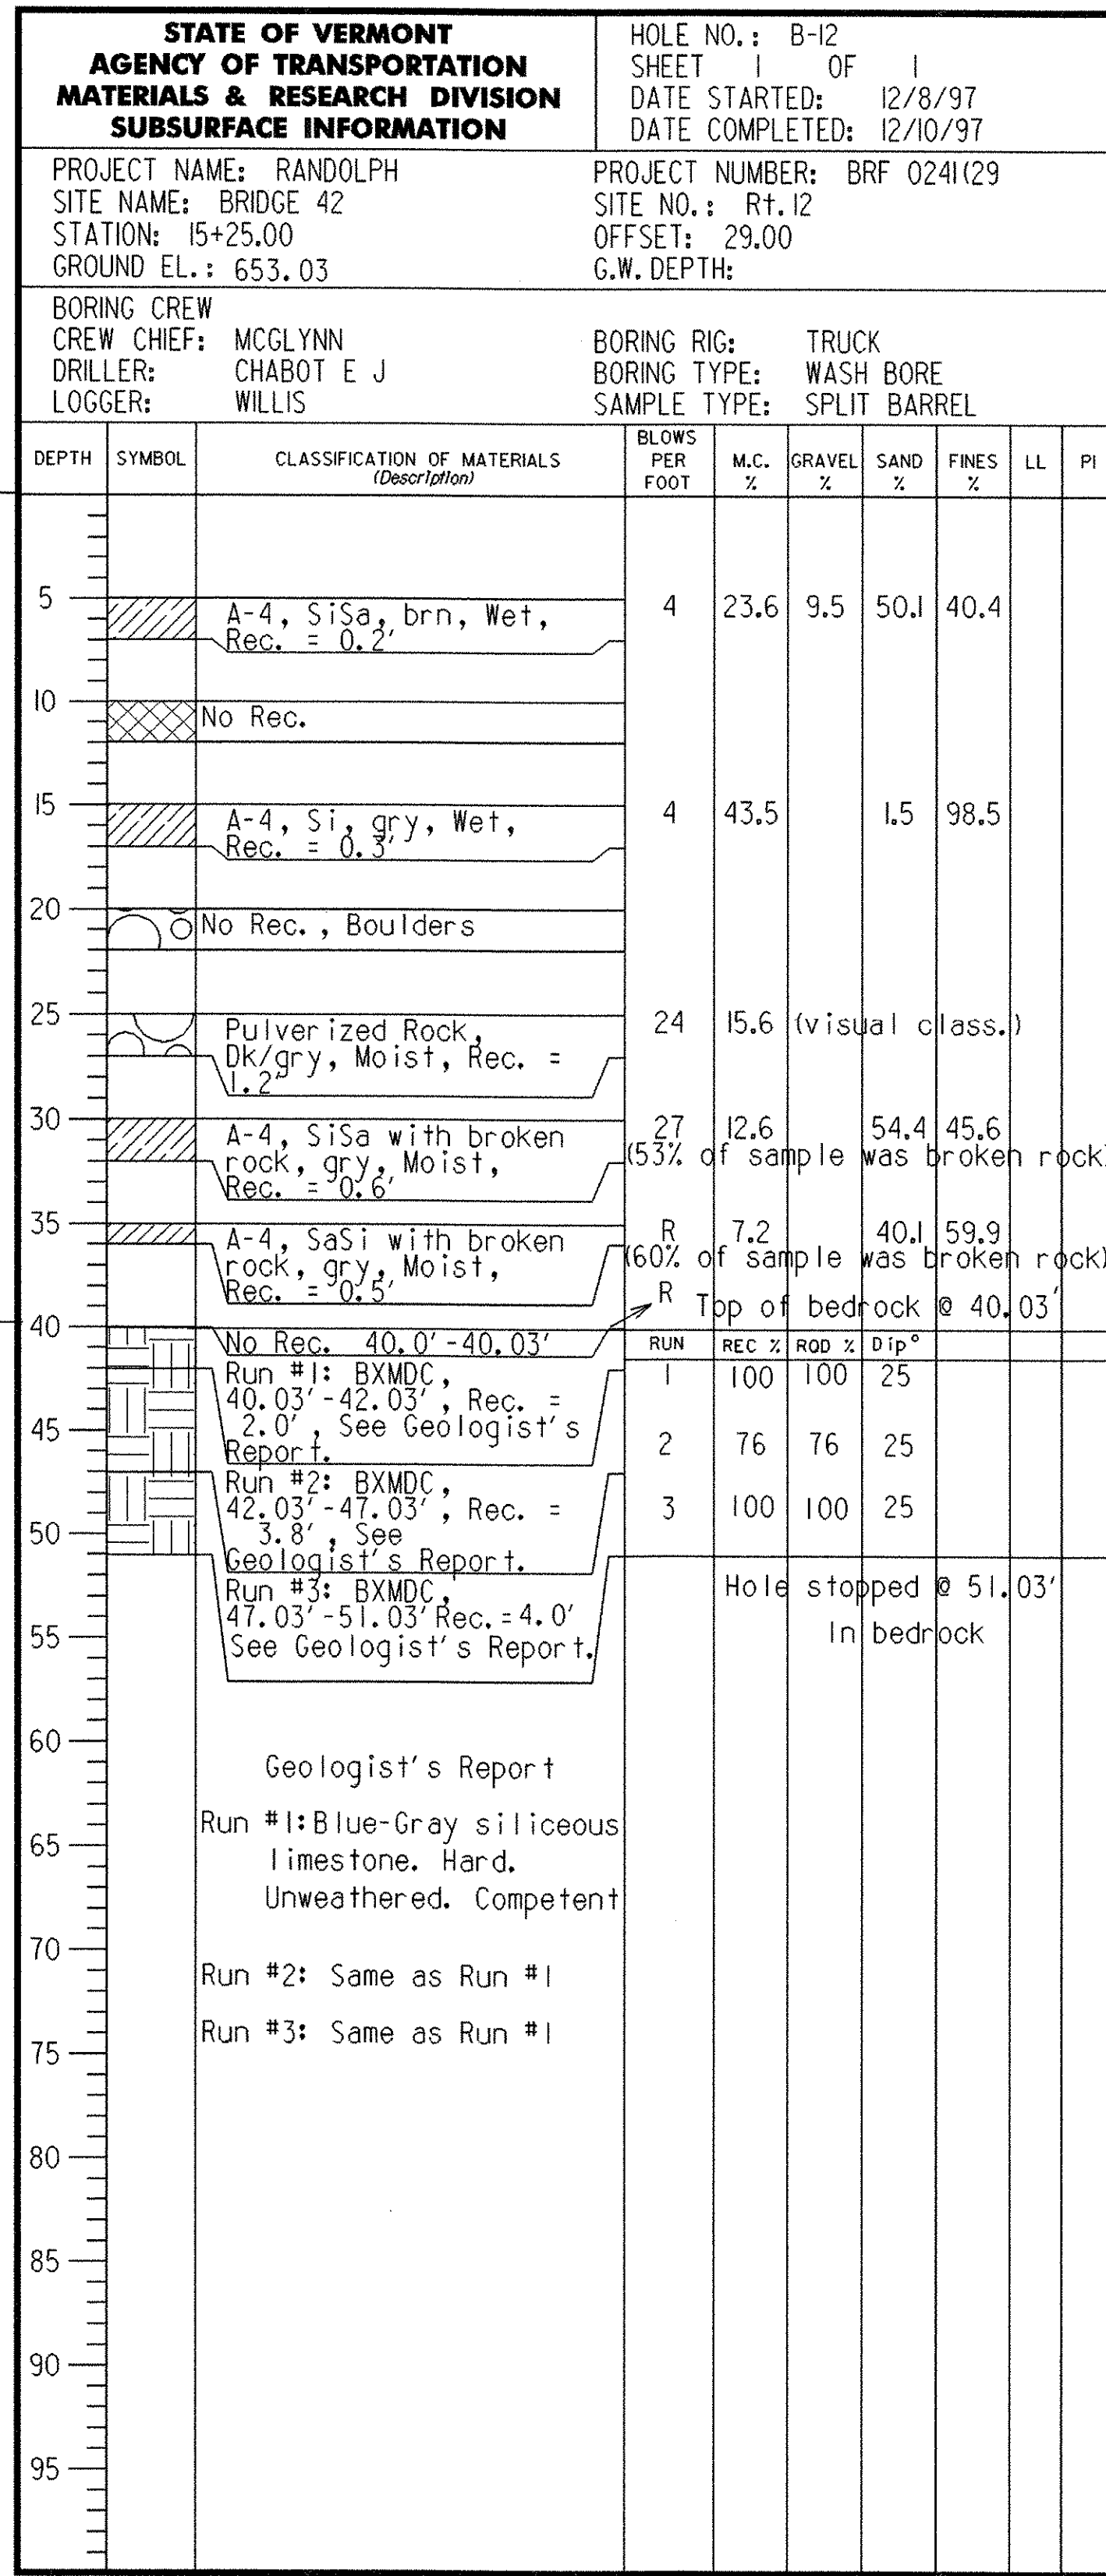 STATE OF VERMONT
AGENCY OF TRANSPORTATION
MATERIALS & RESEARCH DIVISION
SUBSURFACE INFORMATION
HOLE NO.: B-12
SHEET 1 OF 1
DATE STARTED: 12/8/97
DATE COMPLETED: 12/10/97
PROJECT NAME: RANDOLPH
SITE NAME: BRIDGE 42
STATION: 15+25.00
GROUND EL.: 653.03
PROJECT NUMBER: BRF 0241(29
SITE NO.: Rt. 12
OFFSET: 29.00
G.W. DEPTH:
BORING CREW
CREW CHIEF: MCGLYNN
DRILLER: CHABOT E J
LOGGER: WILLIS
BORING RIG: TRUCK
BORING TYPE: WASH BORE
SAMPLE TYPE: SPLIT BARREL
DEPTH SYMBOL CLASSIFICATION OF MATERIALS (Description) BLOWS PER FOOT M.C. % GRAVEL % SAND % FINES % LL PI
5
A-4, SiSa, brn, Wet,
Rec. = 0.2'
4 23.6 9.5 50.1 40.4
10
No Rec.
15
A-4, Si, gry, Wet,
Rec. = 0.3'
4 43.5 1.5 98.5
20
No Rec., Boulders
25
Pulverized Rock,
Dk/gry, Moist, Rec. =
1.2'
24 15.6 (visual class.)
30
A-4, SiSa with broken
rock, gry, Moist,
Rec. = 0.6'
27 12.6 54.4 45.6
(53% of sample was broken rock)
35
A-4, SaSi with broken
rock, gry, Moist,
Rec. = 0.5'
R 7.2 40.1 59.9
(60% of sample was broken rock)
R Top of bedrock @ 40.03'
40
No Rec. 40.0'-40.03'
RUN REC % RQD % Dip°
Run #1: BXMDC,
40.03'-42.03', Rec. =
2.0', See Geologist's
Report.
1 100 100 25
45
Run #2: BXMDC,
42.03'-47.03', Rec. =
3.8', See
Geologist's Report.
2 76 76 25
50
Run #3: BXMDC,
47.03'-51.03' Rec.=4.0'
See Geologist's Report.
3 100 100 25
Hole stopped @ 51.03'
In bedrock
55
60
Geologist's Report
Run #1: Blue-Gray siliceous
limestone. Hard.
Unweathered. Competent
65
70
Run #2: Same as Run #1
Run #3: Same as Run #1
75
80
85
90
95